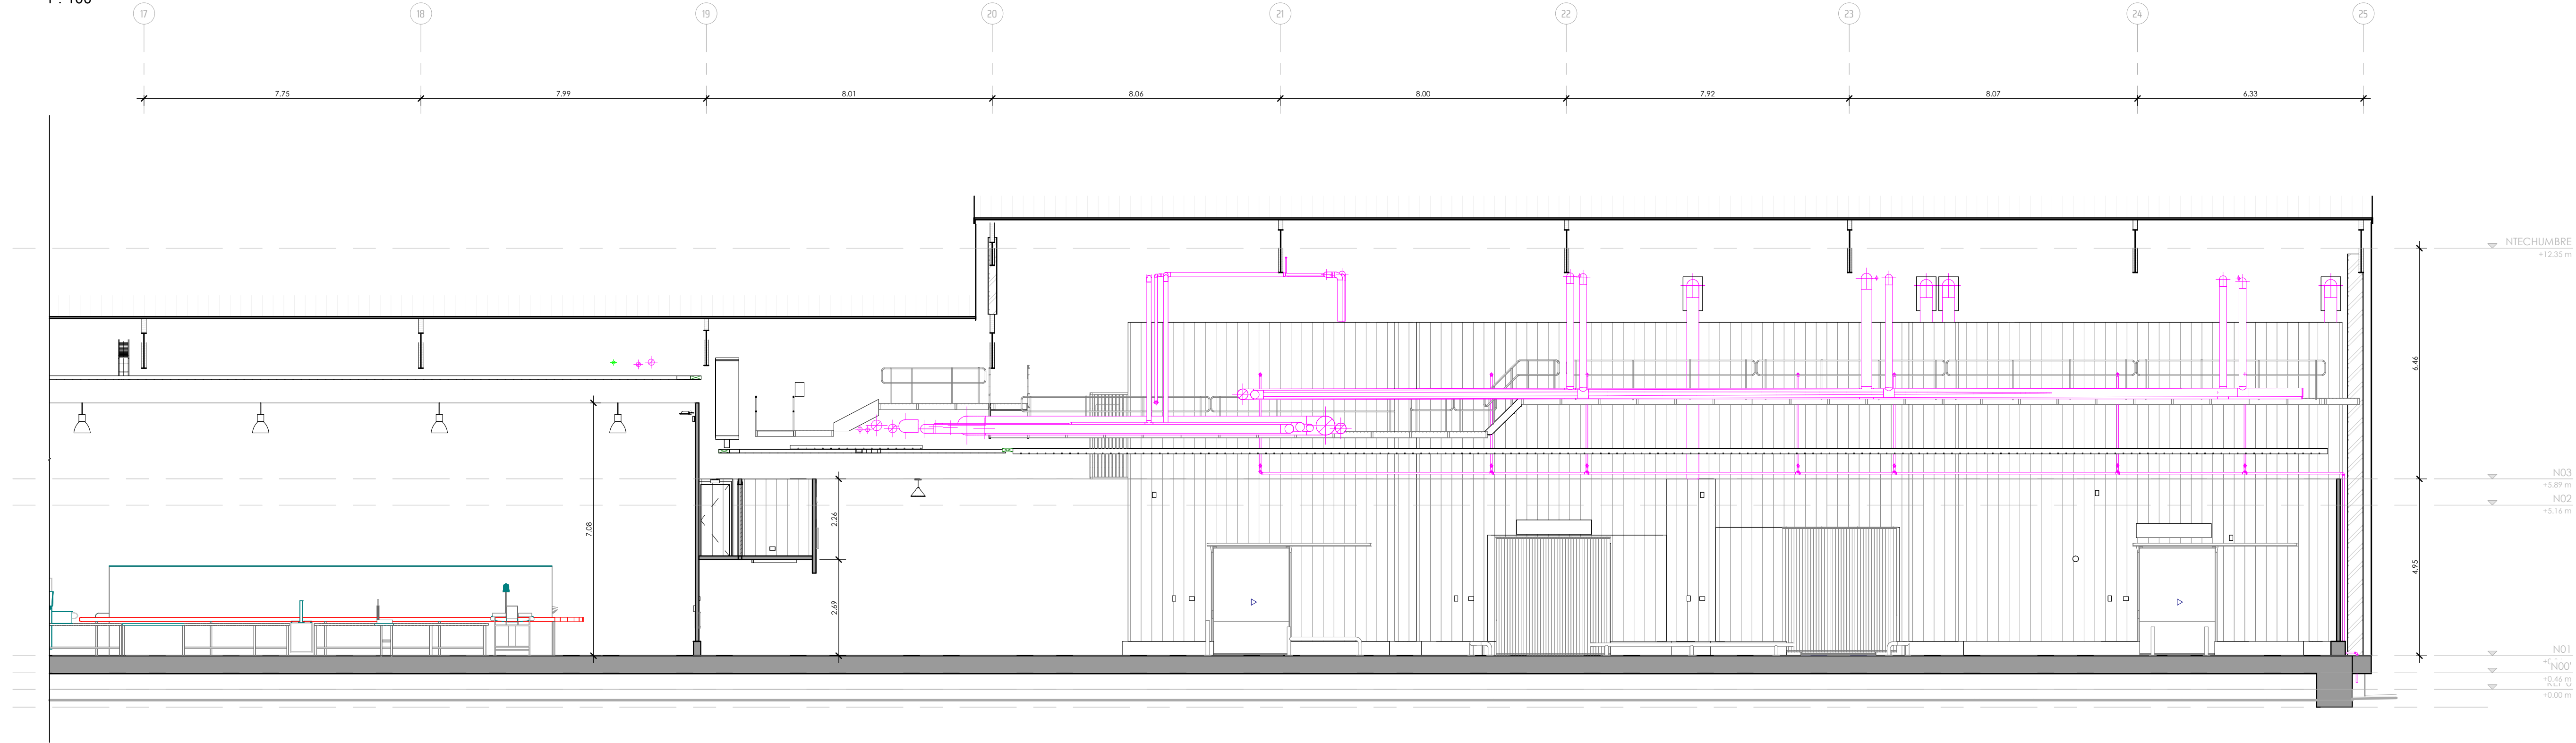 1 : 100
17 18 19 20 21 22 23 24 25
7.75 7.99 8.01 8.06 8.00 7.92 8.07 6.33
NTECHUMBRE
+12.35 m
6.46
N03
+5.89 m
N02
+5.16 m
7.08
2.26
2.69
4.95
N01
N00'
+0.46 m
+0.00 m